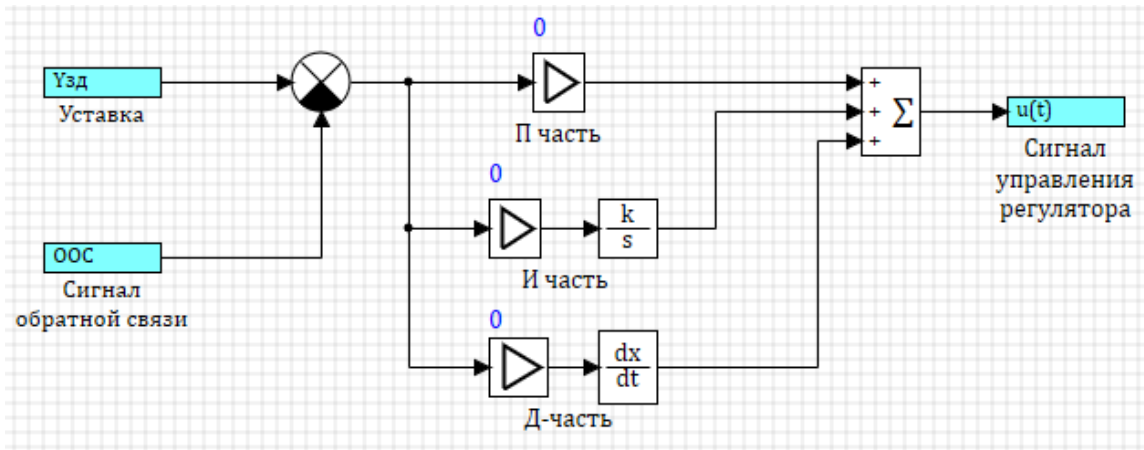 0
Yзд
Уставка
П часть
+
+
+
Σ
u(t)
Сигнал
управления
регулятора
0
k
s
И часть
ООС
Сигнал
обратной связи
0
dx
dt
Д-часть